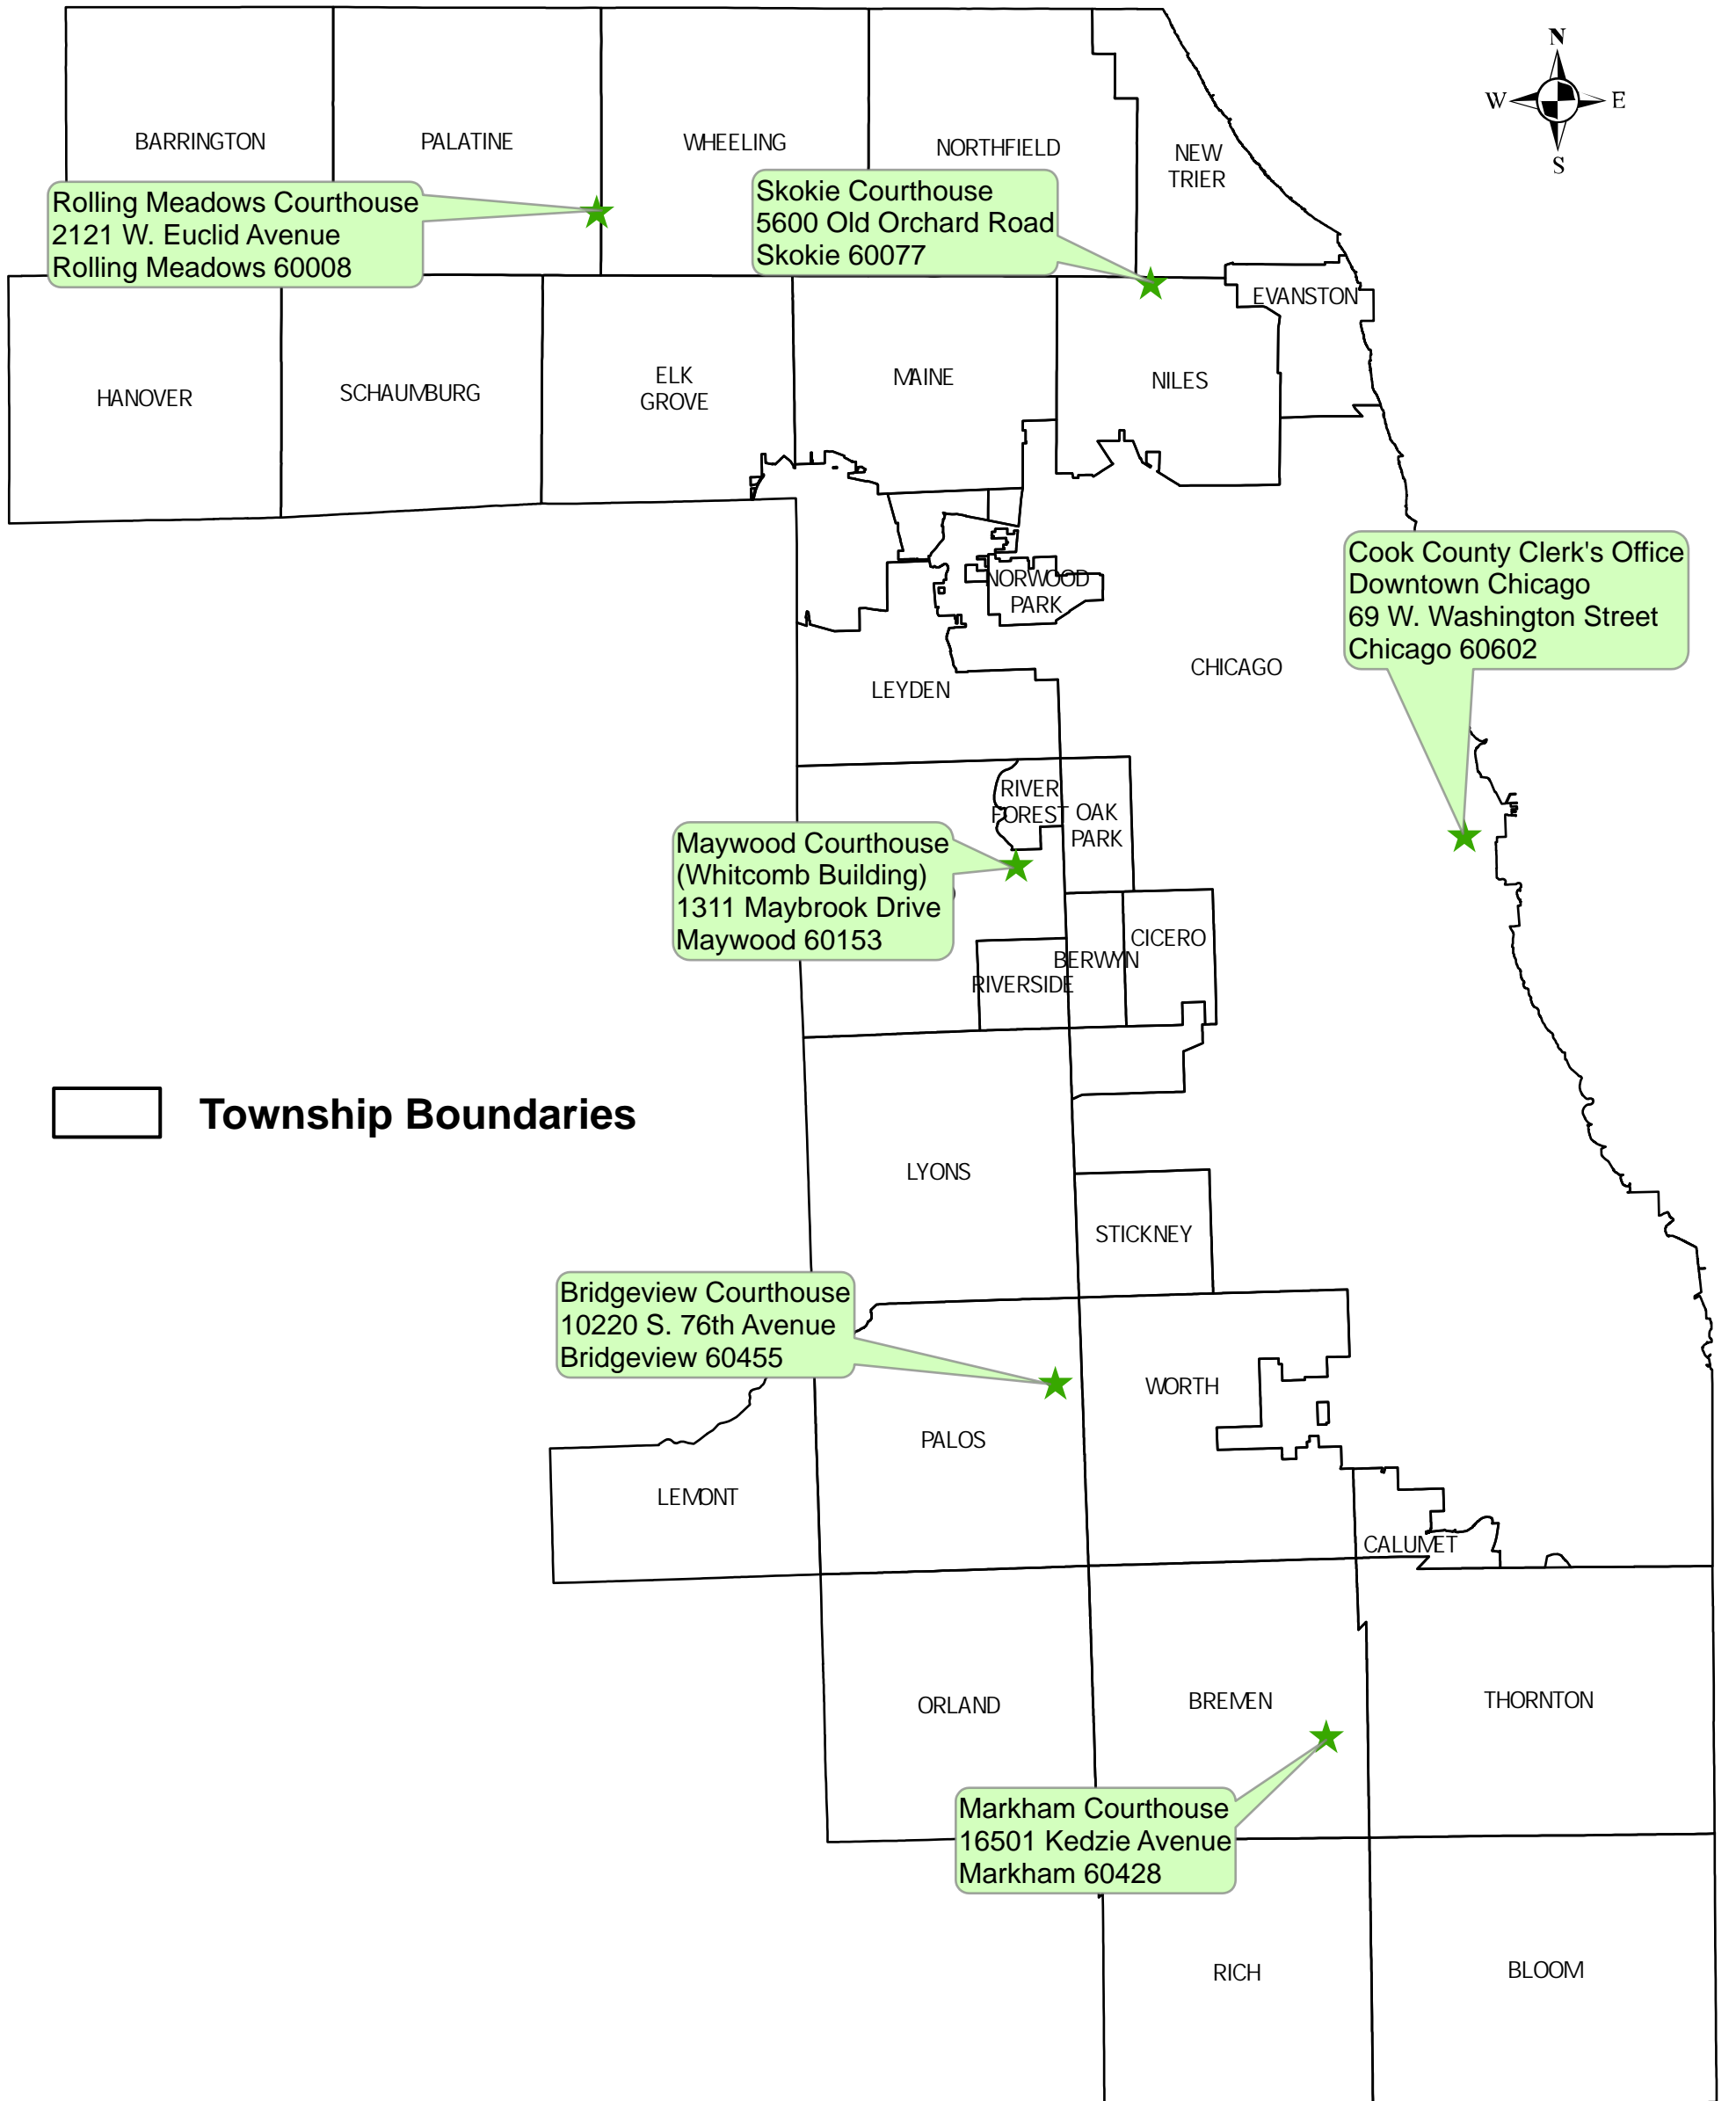 N
W
E
S
BARRINGTON
PALATINE
WHEELING
NORTHFIELD
NEW
TRIER
Rolling Meadows Courthouse
2121 W. Euclid Avenue
Rolling Meadows 60008
Skokie Courthouse
5600 Old Orchard Road
Skokie 60077
EVANSTON
HANOVER
SCHAUMBURG
ELK
GROVE
MAINE
NILES
NORWOOD
PARK
Cook County Clerk's Office
Downtown Chicago
69 W. Washington Street
Chicago 60602
CHICAGO
LEYDEN
RIVER
FOREST
OAK
PARK
Maywood Courthouse
(Whitcomb Building)
1311 Maybrook Drive
Maywood 60153
CICERO
BERWYN
RIVERSIDE
Township Boundaries
LYONS
STICKNEY
Bridgeview Courthouse
10220 S. 76th Avenue
Bridgeview 60455
WORTH
PALOS
LEMONT
CALUMET
ORLAND
BREMEN
THORNTON
Markham Courthouse
16501 Kedzie Avenue
Markham 60428
RICH
BLOOM